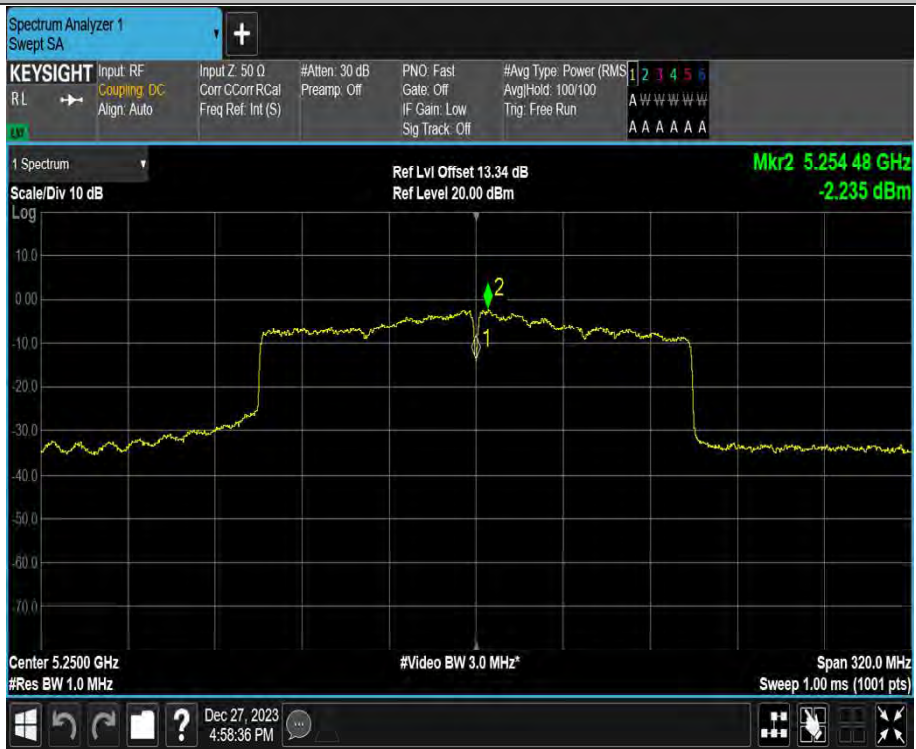 Spectrum Analyzer 1
Swept SA
+
KEYSIGHT
RL
Input: RF
Coupling: DC
Align: Auto
Input Z: 50 Ω
Corr CCorr RCal
Freq Ref: Int (S)
#Atten: 30 dB
Preamp: Off
PNO: Fast
Gate: Off
IF Gain: Low
Sig Track: Off
#Avg Type: Power (RMS
Avg|Hold: 100/100
Trig: Free Run
1 2 3 4 5 6
A W W W W W
A A A A A A
1 Spectrum
Scale/Div 10 dB
Log
Ref Lvl Offset 13.34 dB
Ref Level 20.00 dBm
Mkr2 5.254 48 GHz
-2.235 dBm
10.0
0.00
-10.0
-20.0
-30.0
-40.0
-50.0
-60.0
-70.0
2
1
Center 5.2500 GHz
#Res BW 1.0 MHz
#Video BW 3.0 MHz*
Span 320.0 MHz
Sweep 1.00 ms (1001 pts)
?
Dec 27, 2023
4:58:36 PM